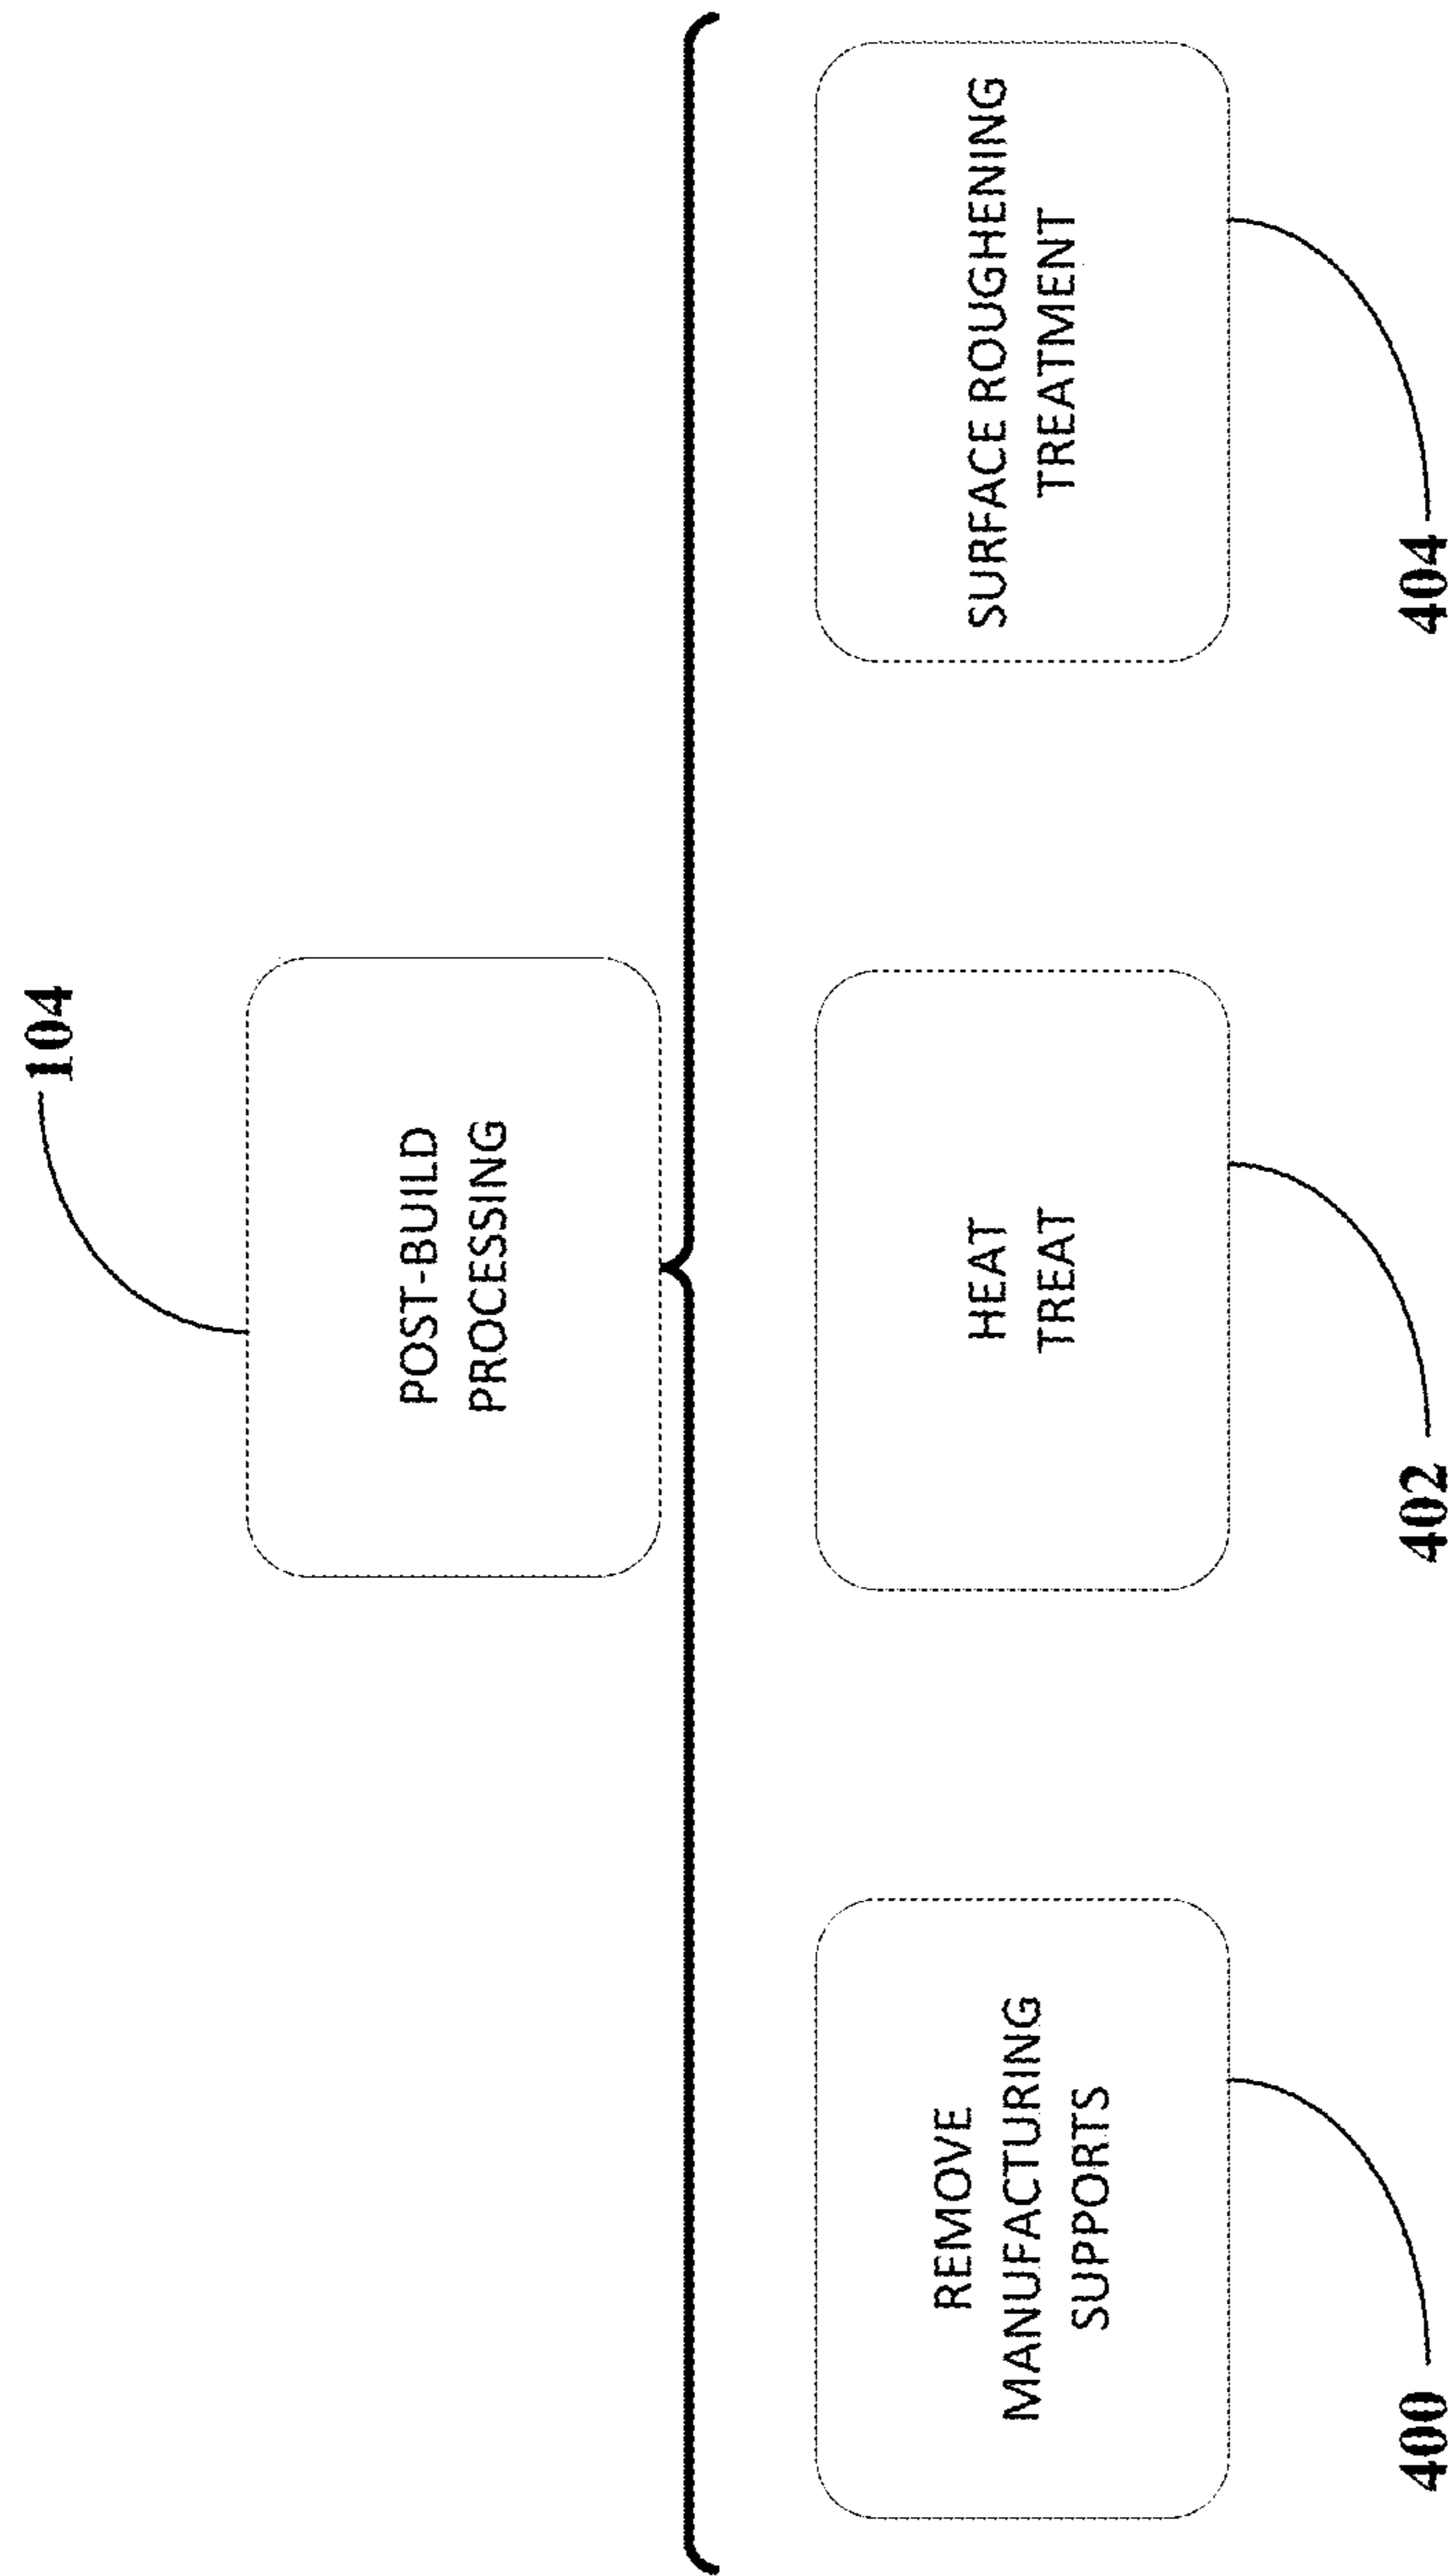 104
POST-BUILD
PROCESSING
REMOVE
MANUFACTURING
SUPPORTS
HEAT
TREAT
SURFACE ROUGHENING
TREATMENT
400
402
404